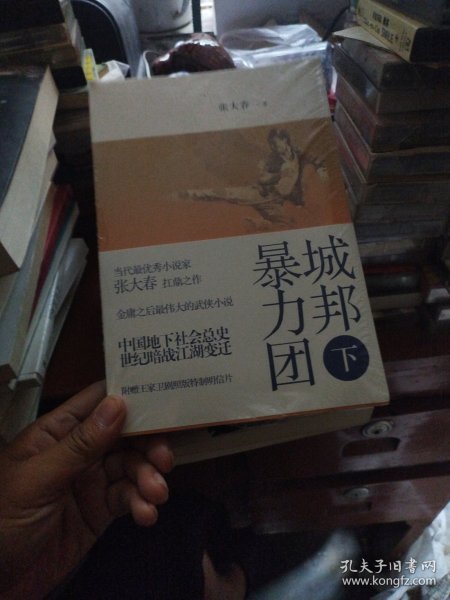 张大春 著
城邦
暴力团
下
当代最优秀小说家
张大春 扛鼎之作
金庸之后最伟大的武侠小说
中国地下社会总史
世纪暗战江湖变迁
附赠王家卫剧照版特制明信片
孔夫子旧书网
www.kongfz.com